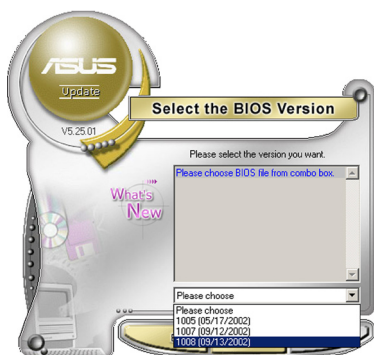 ASUS
Update
V5.25.01
Select the BIOS Version
Please select the version you want.
Please choose BIOS file from combo box.
What's
New
Please choose
Please choose
1005 (05/17/2002)
1007 (09/12/2002)
1008 (09/13/2002)